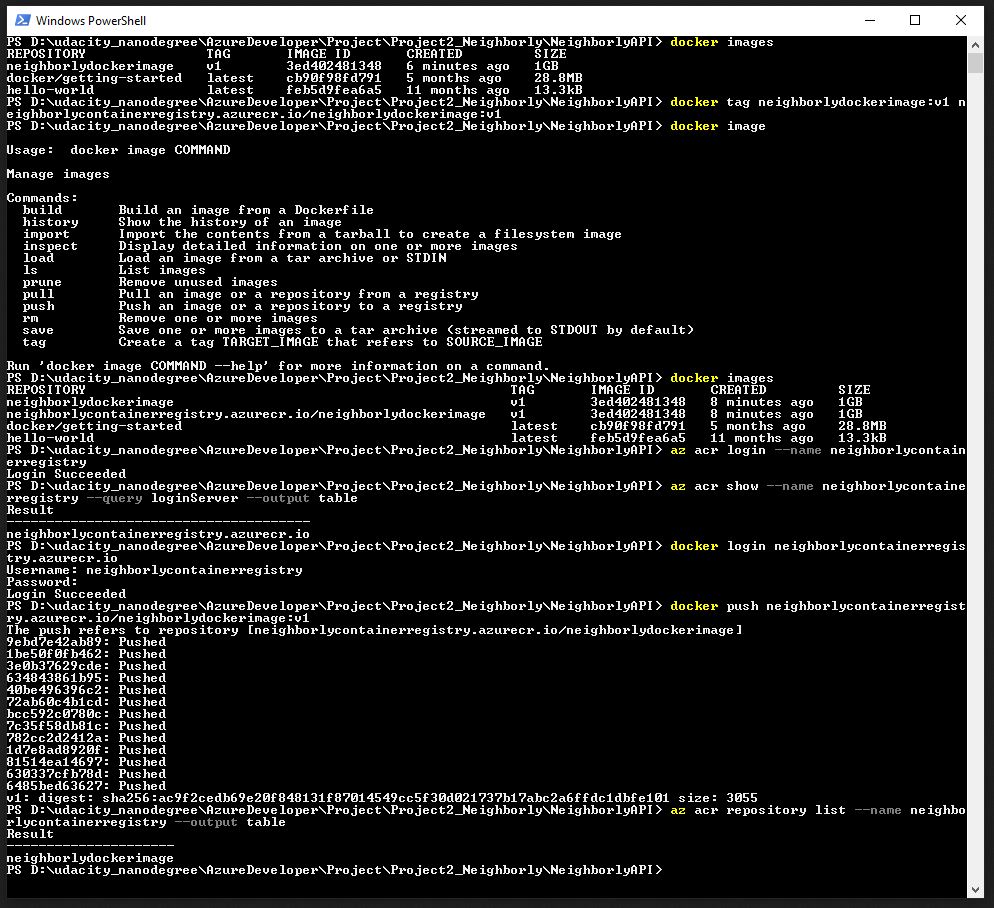 Windows PowerShell
PS D:\udacity_nanodegree\AzureDeveloper\Project\Project2_Neighborly\NeighborlyAPI> docker images
REPOSITORY TAG IMAGE ID CREATED SIZE
neighborlydockerimage v1 3ed402481348 6 minutes ago 1GB
docker/getting-started latest cb90f98fd791 5 months ago 28.8MB
hello-world latest feb5d9fea6a5 11 months ago 13.3kB
PS D:\udacity_nanodegree\AzureDeveloper\Project\Project2_Neighborly\NeighborlyAPI> docker tag neighborlydockerimage:v1 n
eighborlycontainerregistry.azurecr.io/neighborlydockerimage:v1
PS D:\udacity_nanodegree\AzureDeveloper\Project\Project2_Neighborly\NeighborlyAPI> docker image
Usage:  docker image COMMAND
Manage images
Commands:
build Build an image from a Dockerfile
history Show the history of an image
import Import the contents from a tarball to create a filesystem image
inspect Display detailed information on one or more images
load Load an image from a tar archive or STDIN
ls List images
prune Remove unused images
pull Pull an image or a repository from a registry
push Push an image or a repository to a registry
rm Remove one or more images
save Save one or more images to a tar archive (streamed to STDOUT by default)
tag Create a tag TARGET_IMAGE that refers to SOURCE_IMAGE
Run 'docker image COMMAND --help' for more information on a command.
PS D:\udacity_nanodegree\AzureDeveloper\Project\Project2_Neighborly\NeighborlyAPI> docker images
REPOSITORY TAG IMAGE ID CREATED SIZE
neighborlydockerimage v1 3ed402481348 8 minutes ago 1GB
neighborlycontainerregistry.azurecr.io/neighborlydockerimage v1 3ed402481348 8 minutes ago 1GB
docker/getting-started latest cb90f98fd791 5 months ago 28.8MB
hello-world latest feb5d9fea6a5 11 months ago 13.3kB
PS D:\udacity_nanodegree\AzureDeveloper\Project\Project2_Neighborly\NeighborlyAPI> az acr login --name neighborlycontain
erregistry
Login Succeeded
PS D:\udacity_nanodegree\AzureDeveloper\Project\Project2_Neighborly\NeighborlyAPI> az acr show --name neighborlycontaine
rregistry --query loginServer --output table
Result
--------------------------------------
neighborlycontainerregistry.azurecr.io
PS D:\udacity_nanodegree\AzureDeveloper\Project\Project2_Neighborly\NeighborlyAPI> docker login neighborlycontainerregis
try.azurecr.io
Username: neighborlycontainerregistry
Password:
Login Succeeded
PS D:\udacity_nanodegree\AzureDeveloper\Project\Project2_Neighborly\NeighborlyAPI> docker push neighborlycontainerregist
ry.azurecr.io/neighborlydockerimage:v1
The push refers to repository [neighborlycontainerregistry.azurecr.io/neighborlydockerimage]
9ebd7e42ab89: Pushed
1be50f0fb462: Pushed
3e0b37629cde: Pushed
634843861b95: Pushed
40be496396c2: Pushed
72ab60c4b1cd: Pushed
bcc592c0780c: Pushed
7c35f58db81c: Pushed
782cc2d2412a: Pushed
1d7e8ad8920f: Pushed
81514ea14697: Pushed
630337cfb78d: Pushed
6485bed63627: Pushed
v1: digest: sha256:ac9f2cedb69e20f848131f87014549cc5f30d021737b17abc2a6ffdc1dbfe101 size: 3055
PS D:\udacity_nanodegree\AzureDeveloper\Project\Project2_Neighborly\NeighborlyAPI> az acr repository list --name neighbo
rlycontainerregistry --output table
Result
---------------------
neighborlydockerimage
PS D:\udacity_nanodegree\AzureDeveloper\Project\Project2_Neighborly\NeighborlyAPI>